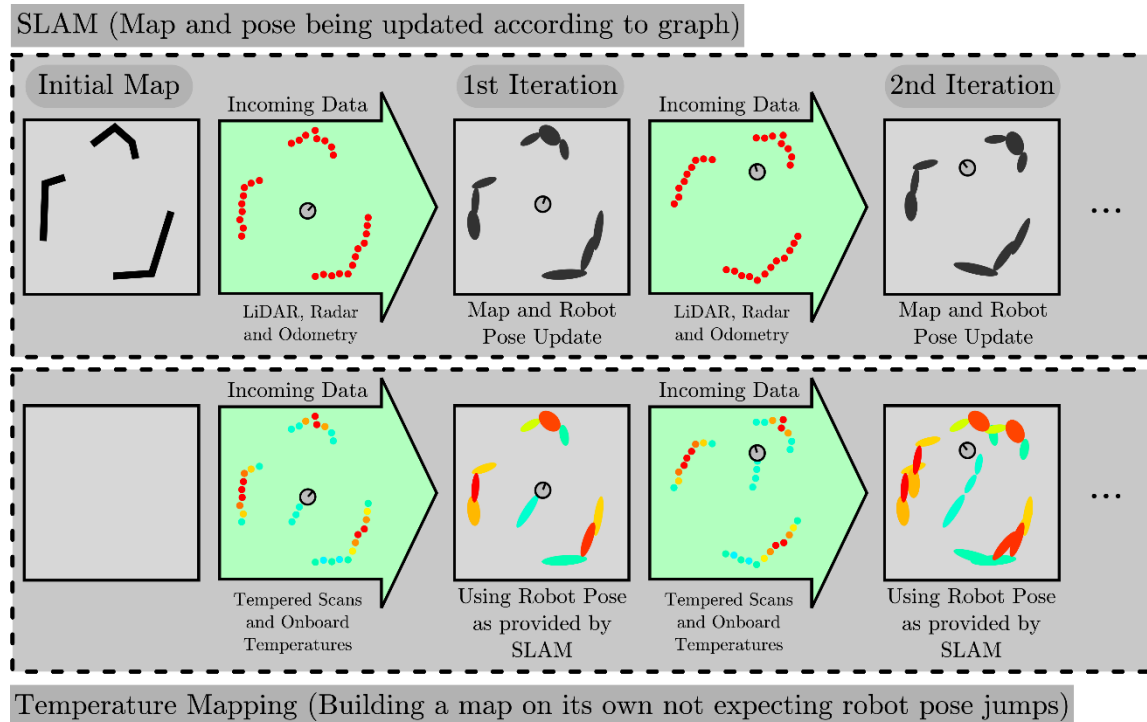 SLAM (Map and pose being updated according to graph)
Initial Map
Incoming Data
LiDAR, Radar
and Odometry
1st Iteration
Map and Robot
Pose Update
Incoming Data
LiDAR, Radar
and Odometry
2nd Iteration
Map and Robot
Pose Update
...
Incoming Data
Tempered Scans
and Onboard
Temperatures
Using Robot Pose
as provided by
SLAM
Incoming Data
Tempered Scans
and Onboard
Temperatures
Using Robot Pose
as provided by
SLAM
...
Temperature Mapping (Building a map on its own not expecting robot pose jumps)